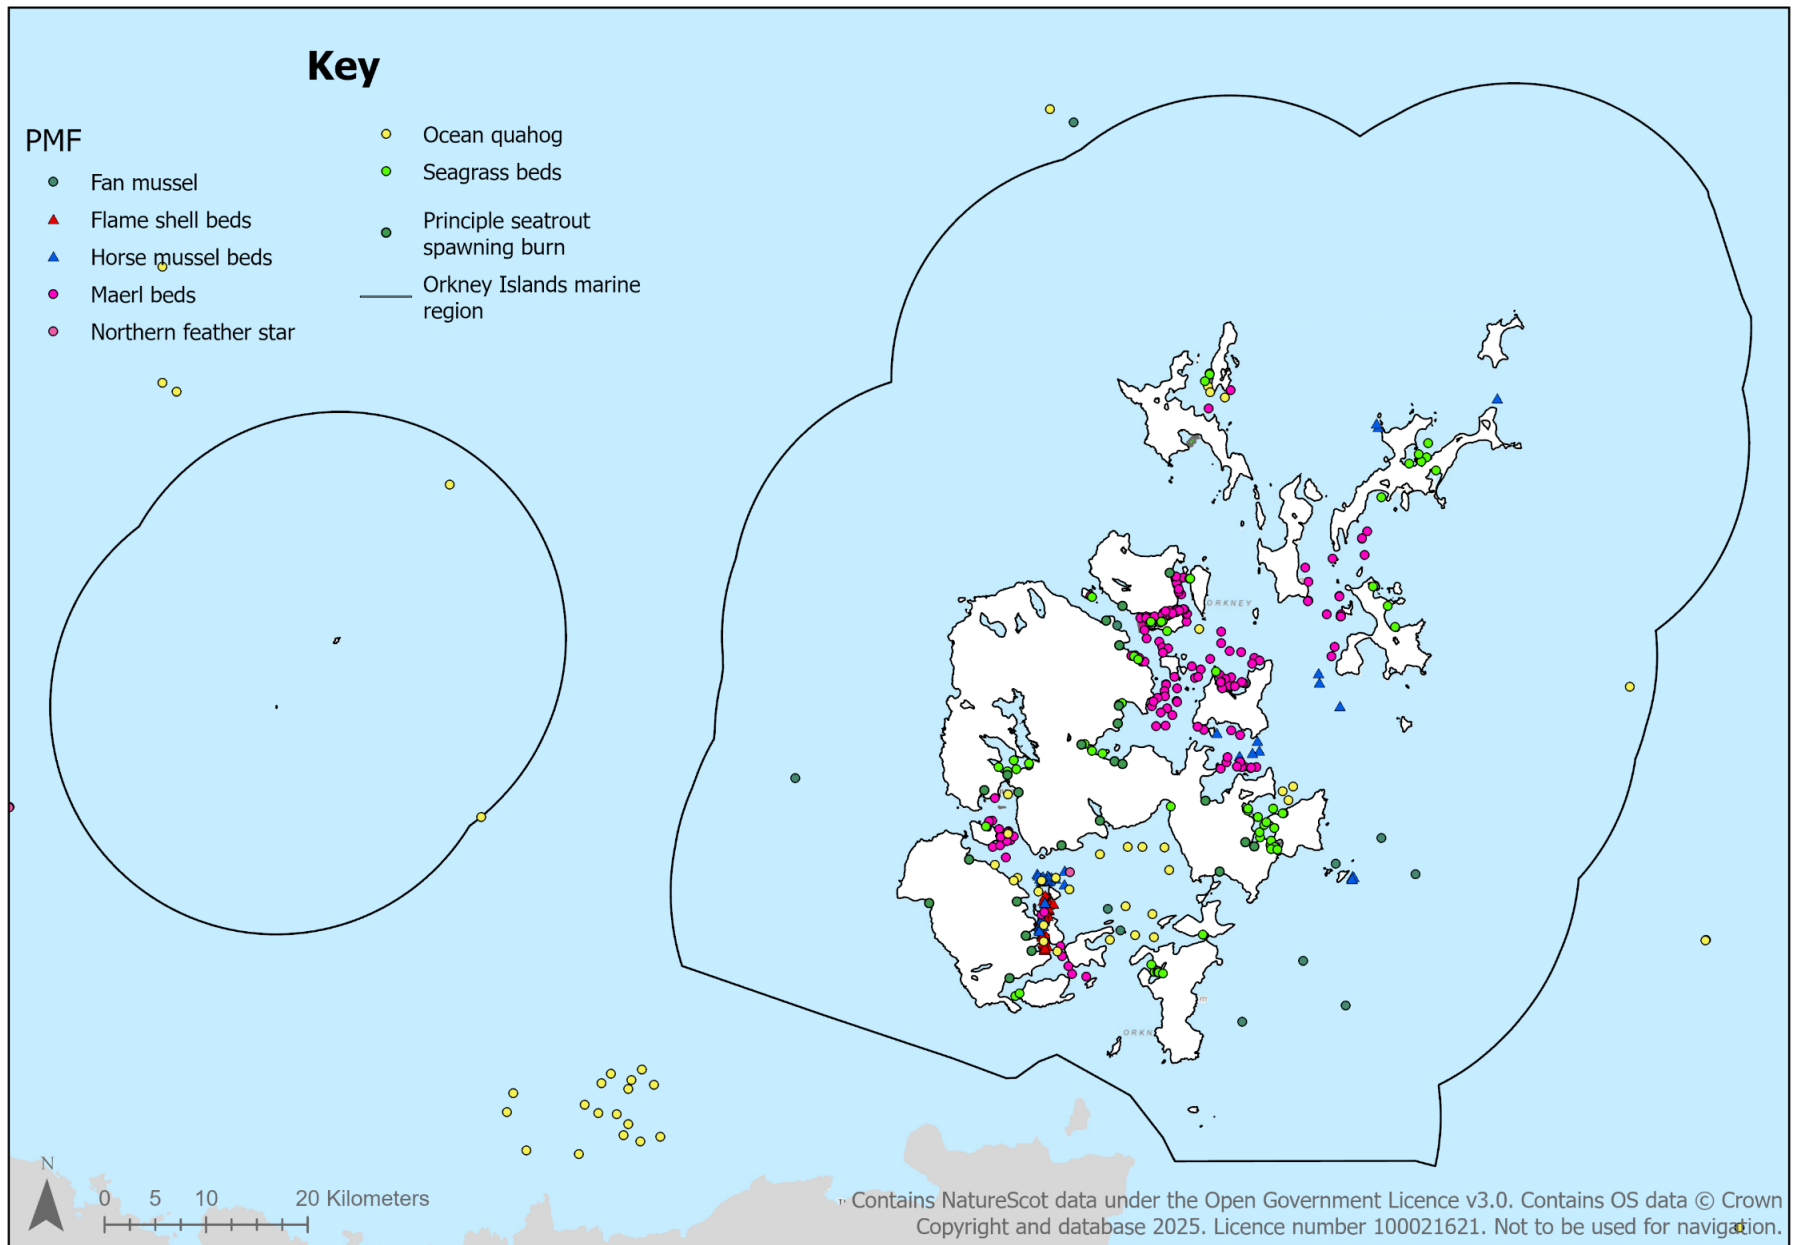 Key
PMF
Fan mussel
Flame shell beds
Horse mussel beds
Maerl beds
Northern feather star
Ocean quahog
Seagrass beds
Principle seatrout
spawning burn
Orkney Islands marine
region
ORKNEY
ORKN
N
0 5 10 20 Kilometers
Contains NatureScot data under the Open Government Licence v3.0. Contains OS data © Crown
Copyright and database 2025. Licence number 100021621. Not to be used for navigation.